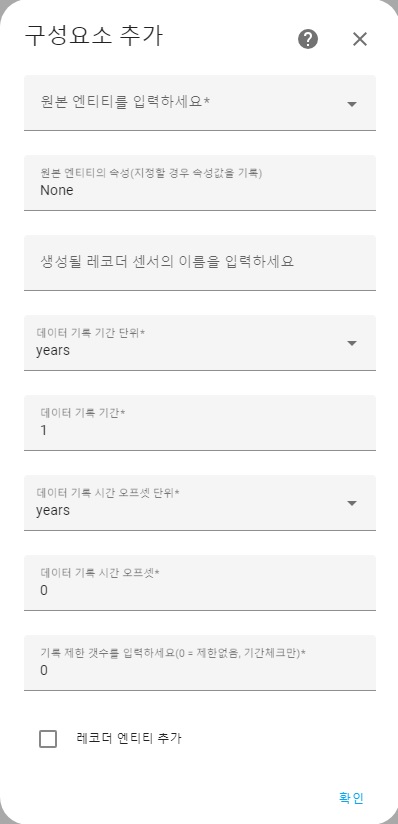 구성요소 추가
원본 엔티티를 입력하세요*
원본 엔티티의 속성(지정할 경우 속성값을 기록)
None
생성될 레코더 센서의 이름을 입력하세요
데이터 기록 기간 단위*
years
데이터 기록 기간*
1
데이터 기록 시간 오프셋 단위*
years
데이터 기록 시간 오프셋*
0
기록 제한 갯수를 입력하세요(0 = 제한없음, 기간체크만)*
0
레코더 엔티티 추가
확인